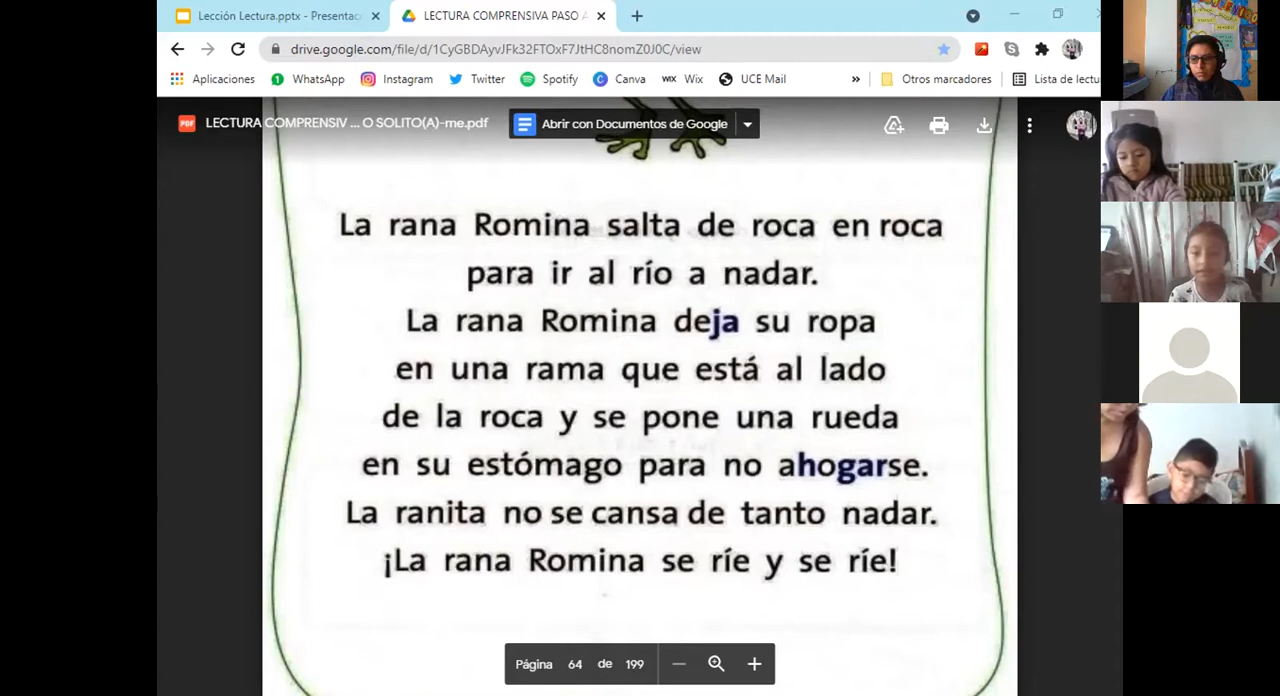 Lección Lectura.pptx - Presentac
LECTURA COMPRENSIVA PASO A
drive.google.com/file/d/1CyGBDAyvJFk32FTOxF7JtHC8nomZ0J0C/view
Aplicaciones WhatsApp Instagram Twitter Spotify Canva Wix UCE Mail » Otros marcadores Lista de lectu
LECTURA COMPRENSIV ... O SOLITO(A)-me.pdf Abrir con Documentos de Google
La rana Romina salta de roca en roca
para ir al río a nadar.
La rana Romina deja su ropa
en una rama que está al lado
de la roca y se pone una rueda
en su estómago para no ahogarse.
La ranita no se cansa de tanto nadar.
¡La rana Romina se ríe y se ríe!
Página 64 de 199